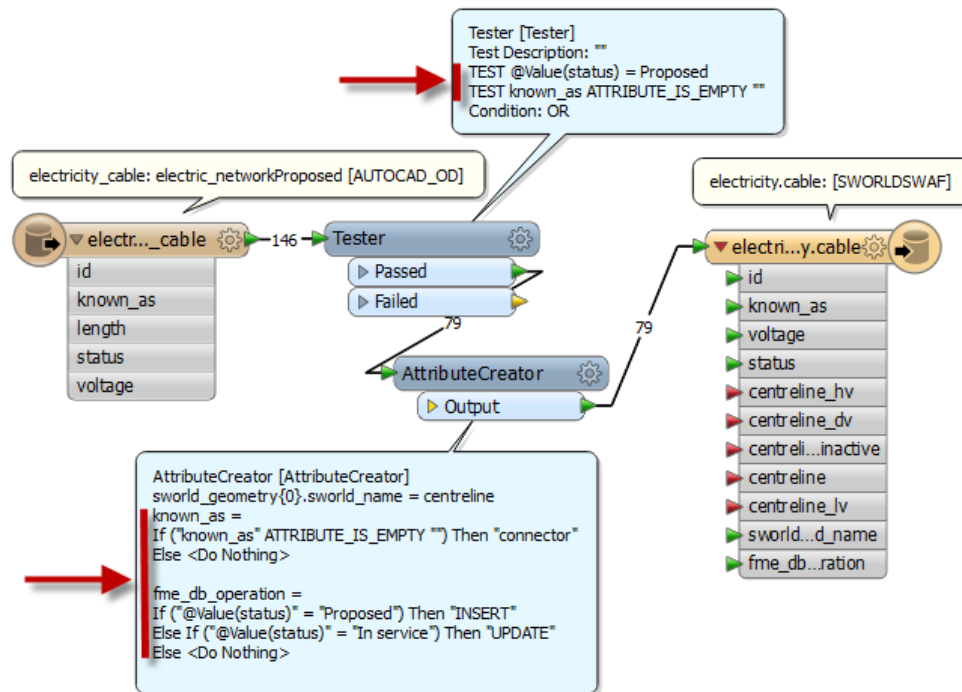 Tester [Tester]
Test Description: ""
TEST @Value(status) = Proposed
TEST known_as ATTRIBUTE_IS_EMPTY ""
Condition: OR
electricity_cable: electric_networkProposed [AUTOCAD_OD]
electricity.cable: [SWORLDSWAF]
electr..._cable
id
known_as
length
status
voltage
146
Tester
Passed
Failed
79
AttributeCreator
Output
79
electri...y.cable
id
known_as
voltage
status
centreline_hv
centreline_dv
centreli...inactive
centreline
centreline_lv
sworld...d_name
fme_db...ration
AttributeCreator [AttributeCreator]
sworld_geometry{0}.sworld_name = centreline
known_as =
If ("known_as" ATTRIBUTE_IS_EMPTY "") Then "connector"
Else <Do Nothing>
fme_db_operation =
If ("@Value(status)" = "Proposed") Then "INSERT"
Else If ("@Value(status)" = "In service") Then "UPDATE"
Else <Do Nothing>